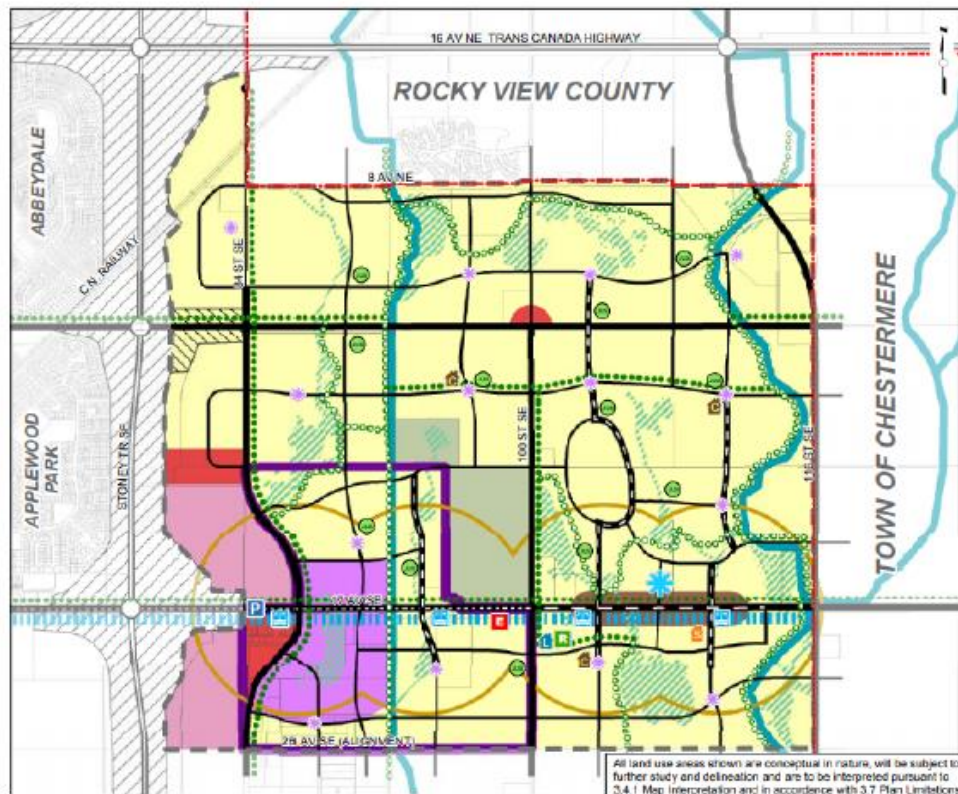 16 AV NE TRANS CANADA HIGHWAY
ROCKY VIEW COUNTY
ABBEYDALE
C.N. RAILWAY
8 AV NE
84 ST SE
TOWN OF CHESTERMERE
APPLEWOOD
PARK
STONEY TR SE
100 ST SE
116 ST SE
17 AV SE
P
C
C
C
L
R
S
26 AV SE (ALIGNMENT)
All land use areas shown are conceptual in nature, will be subject to
further study and delineation and are to be interpreted pursuant to
3.4.1 Map Interpretation and in accordance with 3.7 Plan Limitations